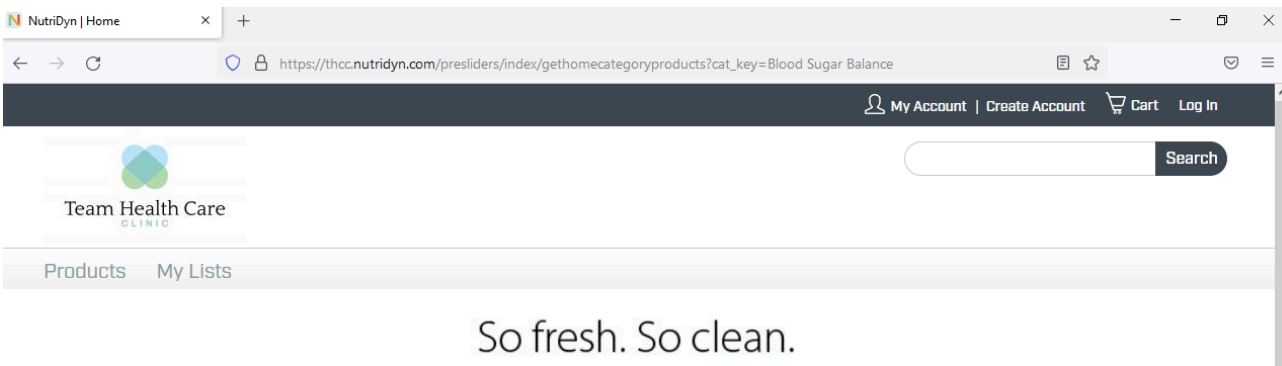 NutriDyn | Home
https://thcc.nutridyn.com/presliders/index/gethomecategoryproducts?cat_key=Blood Sugar Balance
My Account | Create Account Cart Log In
Search
Team Health Care
CLINIC
Products My Lists
So fresh. So clean.